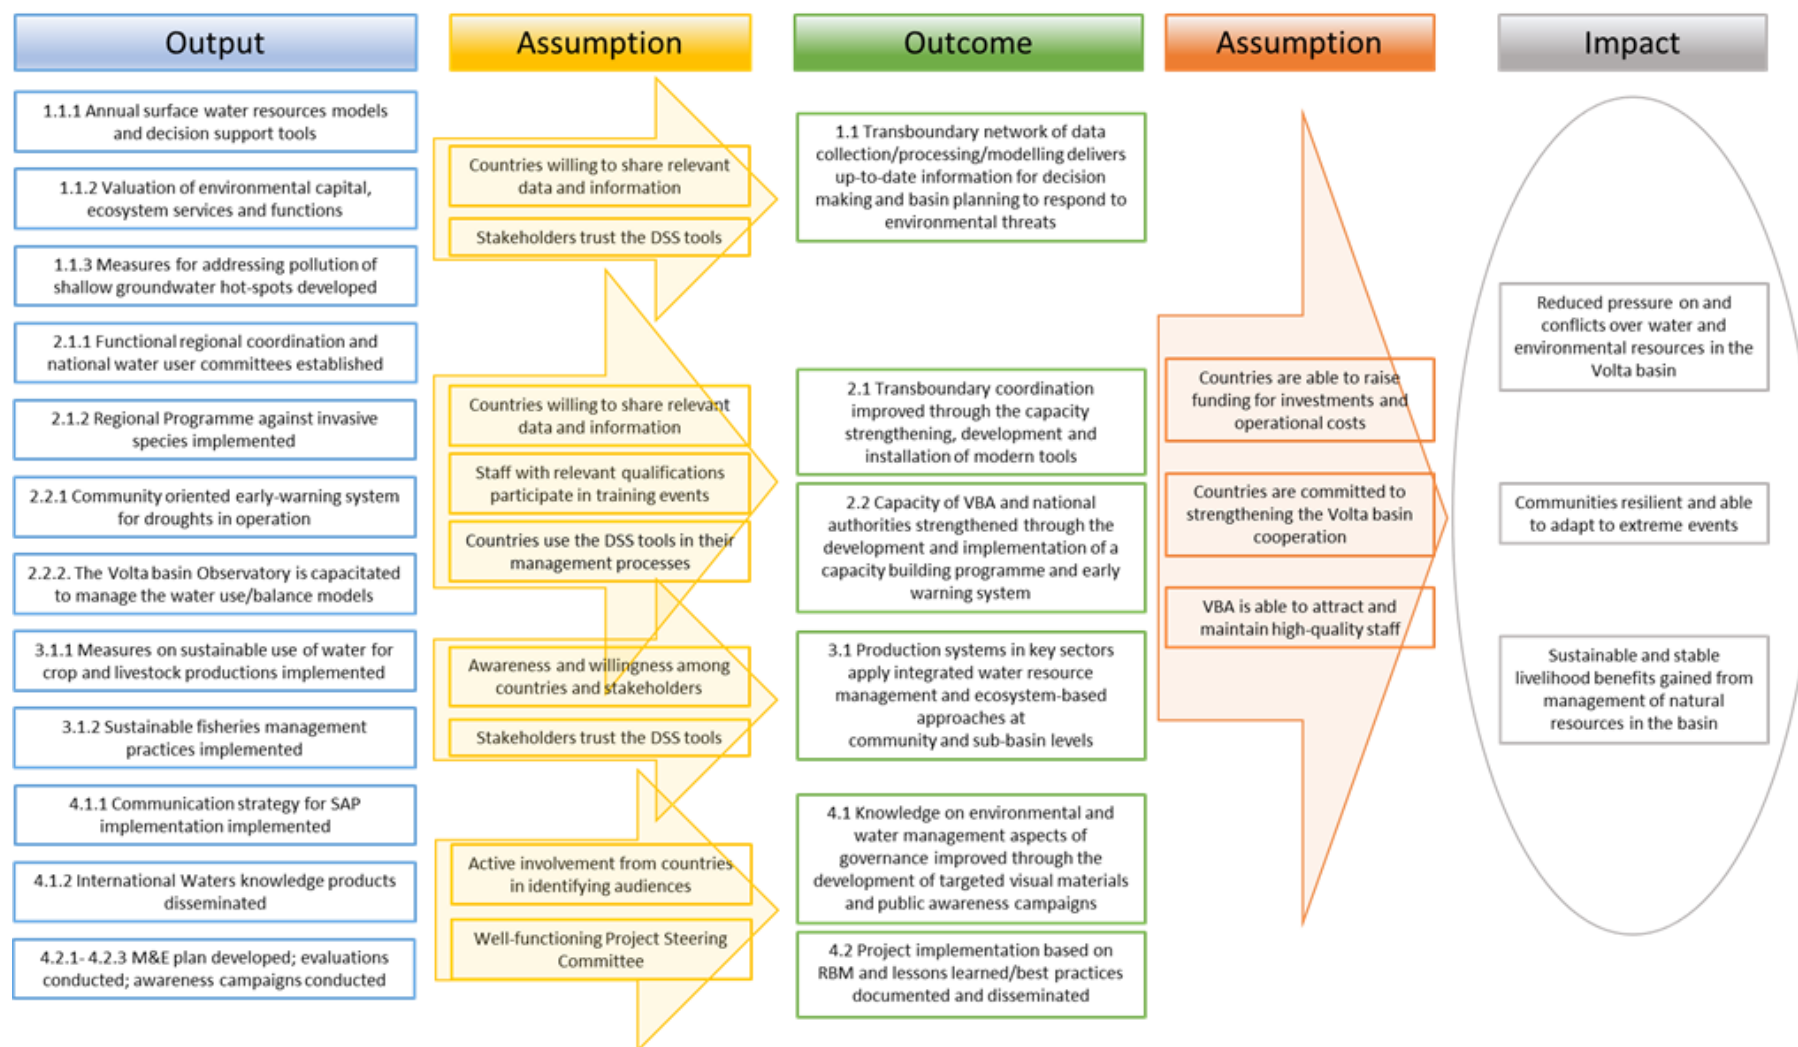 Output
Assumption
Outcome
Assumption
Impact
1.1.1 Annual surface water resources models
and decision support tools
1.1.2 Valuation of environmental capital,
ecosystem services and functions
1.1.3 Measures for addressing pollution of
shallow groundwater hot-spots developed
2.1.1 Functional regional coordination and
national water user committees established
2.1.2 Regional Programme against invasive
species implemented
2.2.1 Community oriented early-warning system
for droughts in operation
2.2.2. The Volta basin Observatory is capacitated
to manage the water use/balance models
3.1.1 Measures on sustainable use of water for
crop and livestock productions implemented
3.1.2 Sustainable fisheries management
practices implemented
4.1.1 Communication strategy for SAP
implementation implemented
4.1.2 International Waters knowledge products
disseminated
4.2.1- 4.2.3 M&E plan developed; evaluations
conducted; awareness campaigns conducted
Countries willing to share relevant
data and information
Stakeholders trust the DSS tools
Countries willing to share relevant
data and information
Staff with relevant qualifications
participate in training events
Countries use the DSS tools in their
management processes
Awareness and willingness among
countries and stakeholders
Stakeholders trust the DSS tools
Active involvement from countries
in identifying audiences
Well-functioning Project Steering
Committee
1.1 Transboundary network of data
collection/processing/modelling delivers
up-to-date information for decision
making and basin planning to respond to
environmental threats
2.1 Transboundary coordination
improved through the capacity
strengthening, development and
installation of modern tools
2.2 Capacity of VBA and national
authorities strengthened through the
development and implementation of a
capacity building programme and early
warning system
3.1 Production systems in key sectors
apply integrated water resource
management and ecosystem-based
approaches at
community and sub-basin levels
4.1 Knowledge on environmental and
water management aspects of
governance improved through the
development of targeted visual materials
and public awareness campaigns
4.2 Project implementation based on
RBM and lessons learned/best practices
documented and disseminated
Countries are able to raise
funding for investments and
operational costs
Countries are committed to
strengthening the Volta basin
cooperation
VBA is able to attract and
maintain high-quality staff
Reduced pressure on and
conflicts over water and
environmental resources in the
Volta basin
Communities resilient and able
to adapt to extreme events
Sustainable and stable
livelihood benefits gained from
management of natural
resources in the basin